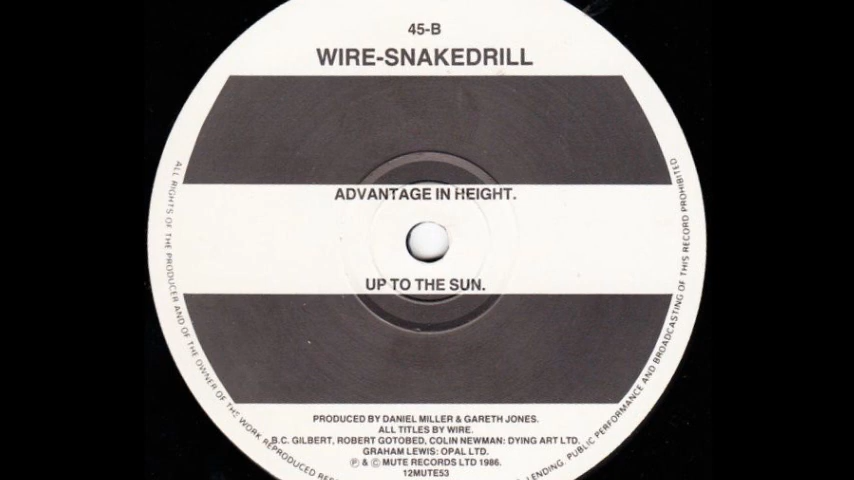 45-B
WIRE-SNAKEDRILL
ADVANTAGE IN HEIGHT.
UP TO THE SUN.
PRODUCED BY DANIEL MILLER & GARETH JONES.
ALL TITLES BY WIRE.
B.C. GILBERT, ROBERT GOTOBED, COLIN NEWMAN: DYING ART LTD.
GRAHAM LEWIS: OPAL LTD.
℗ & © MUTE RECORDS LTD 1986.
12MUTE53
ALL RIGHTS OF THE PRODUCER AND OF THE OWNER OF THE WORK REPRODUCED
LENDING, PUBLIC PERFORMANCE AND BROADCASTING OF THIS RECORD PROHIBITED